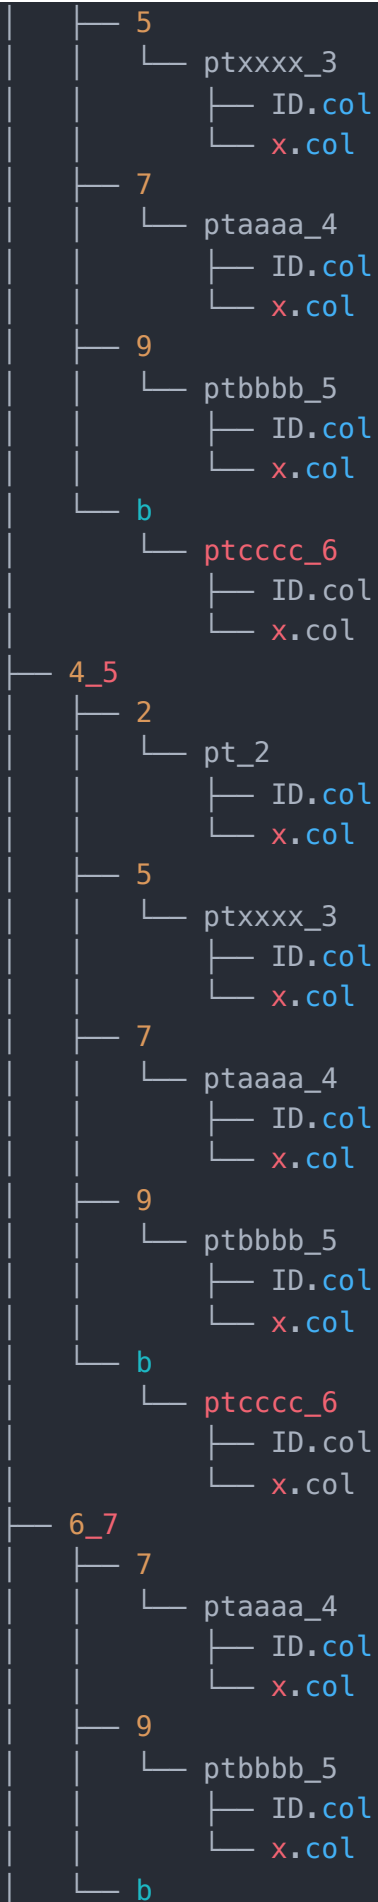 │       ├── 5
│       │   └── ptxxxx_3
│       │       ├── ID.col
│       │       └── x.col
│       ├── 7
│       │   └── ptaaaa_4
│       │       ├── ID.col
│       │       └── x.col
│       ├── 9
│       │   └── ptbbbb_5
│       │       ├── ID.col
│       │       └── x.col
│       └── b
│           └── ptcccc_6
│               ├── ID.col
│               └── x.col
├── 4_5
│   ├── 2
│   │   └── pt_2
│   │       ├── ID.col
│   │       └── x.col
│   ├── 5
│   │   └── ptxxxx_3
│   │       ├── ID.col
│   │       └── x.col
│   ├── 7
│   │   └── ptaaaa_4
│   │       ├── ID.col
│   │       └── x.col
│   ├── 9
│   │   └── ptbbbb_5
│   │       ├── ID.col
│   │       └── x.col
│   └── b
│       └── ptcccc_6
│           ├── ID.col
│           └── x.col
├── 6_7
│   ├── 7
│   │   └── ptaaaa_4
│   │       ├── ID.col
│   │       └── x.col
│   ├── 9
│   │   └── ptbbbb_5
│   │       ├── ID.col
│   │       └── x.col
│   └── b